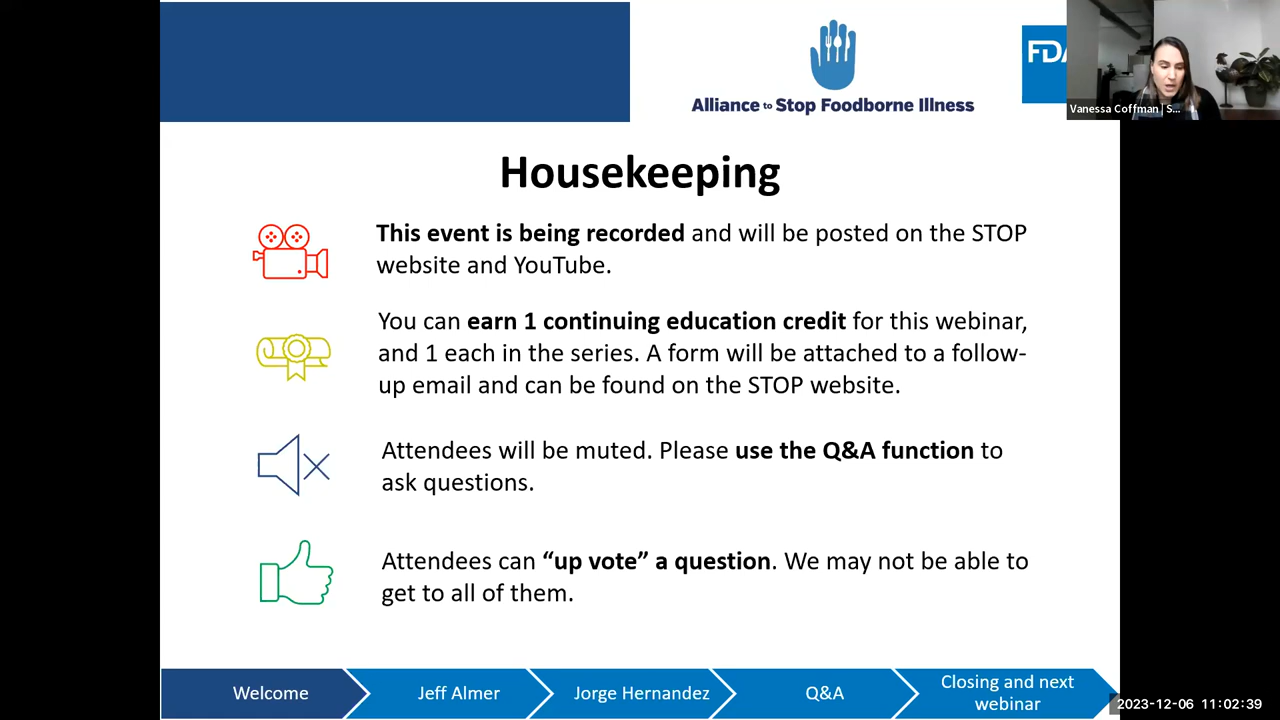 Alliance to Stop Foodborne Illness
FDA
Vanessa Coffman | S...
Housekeeping
This event is being recorded and will be posted on the STOP
website and YouTube.
You can earn 1 continuing education credit for this webinar,
and 1 each in the series. A form will be attached to a follow-
up email and can be found on the STOP website.
Attendees will be muted. Please use the Q&A function to
ask questions.
Attendees can “up vote” a question. We may not be able to
get to all of them.
Welcome
Jeff Almer
Jorge Hernandez
Q&A
Closing and next
webinar
2023-12-06 11:02:39